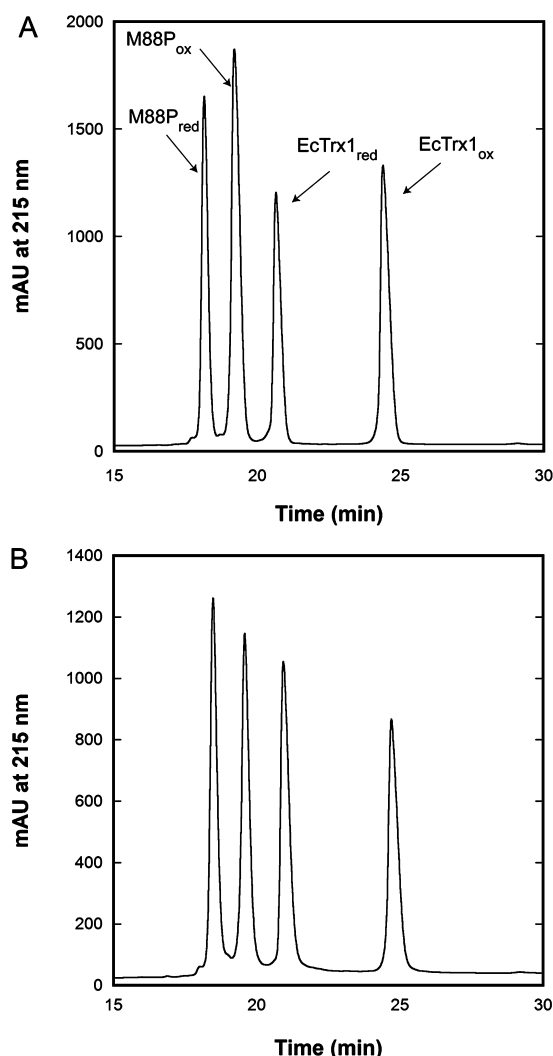 A
2000
M88Pox
M88Pred
1500
EcTrx1red
EcTrx1ox
1000
500
0
mAU at 215 nm
15 20 25 30
Time (min)
B
1400
1200
1000
800
600
400
200
0
mAU at 215 nm
15 20 25 30
Time (min)